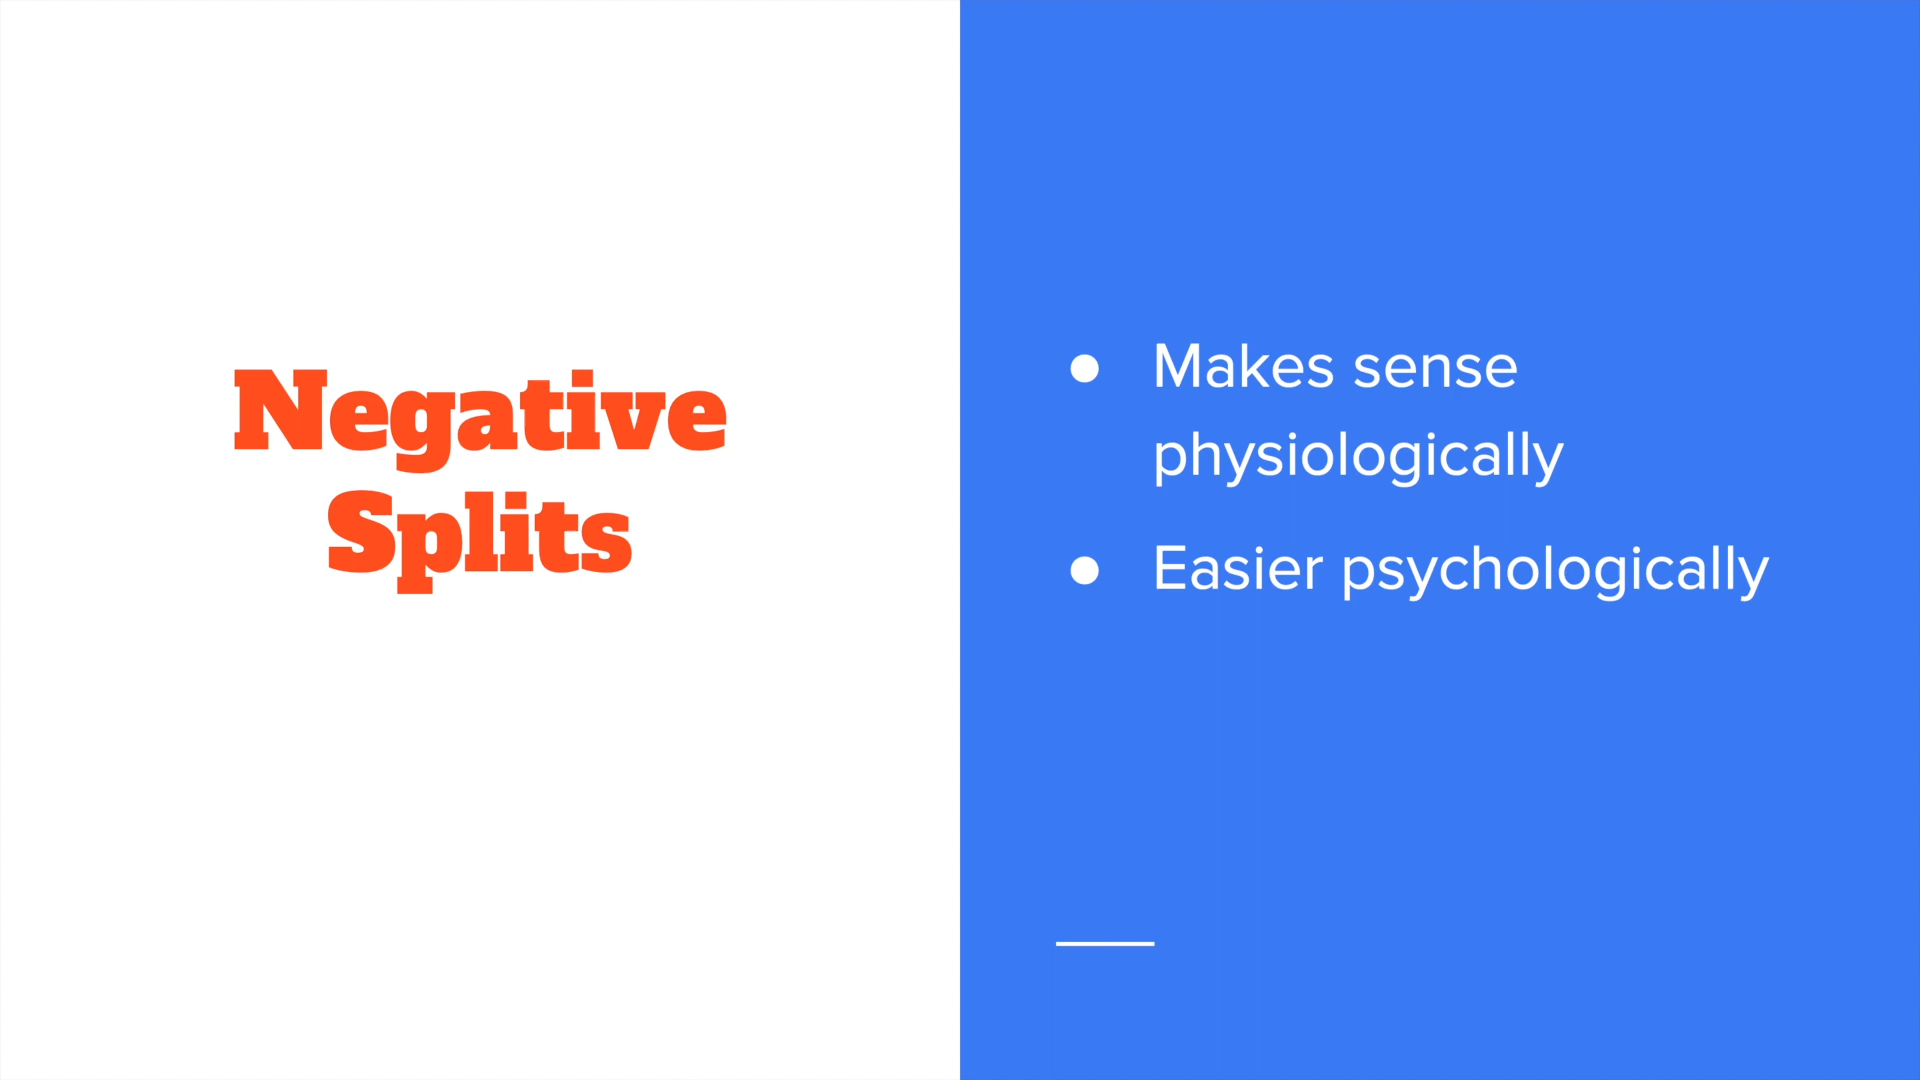 Negative
Splits
● Makes sense
physiologically
● Easier psychologically